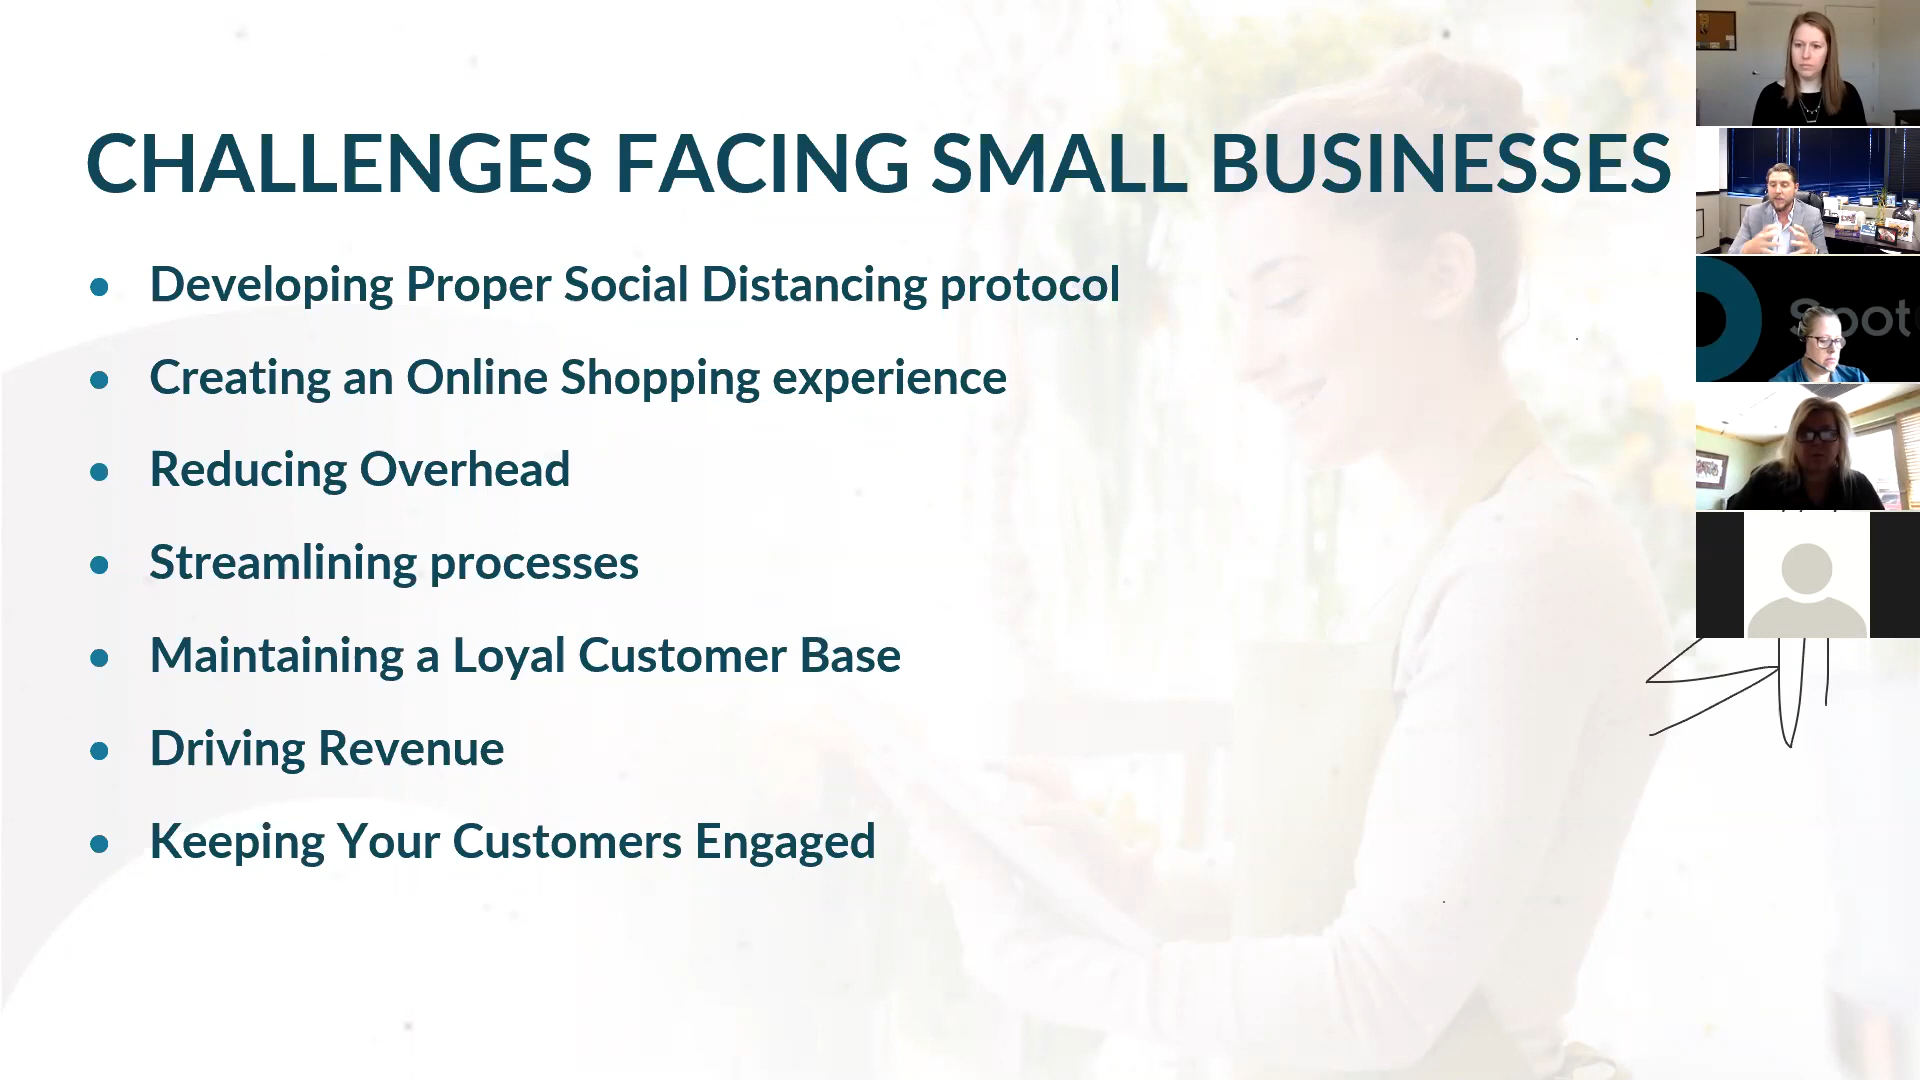 CHALLENGES FACING SMALL BUSINESSES
• Developing Proper Social Distancing protocol
• Creating an Online Shopping experience
• Reducing Overhead
• Streamlining processes
• Maintaining a Loyal Customer Base
• Driving Revenue
• Keeping Your Customers Engaged
Spot